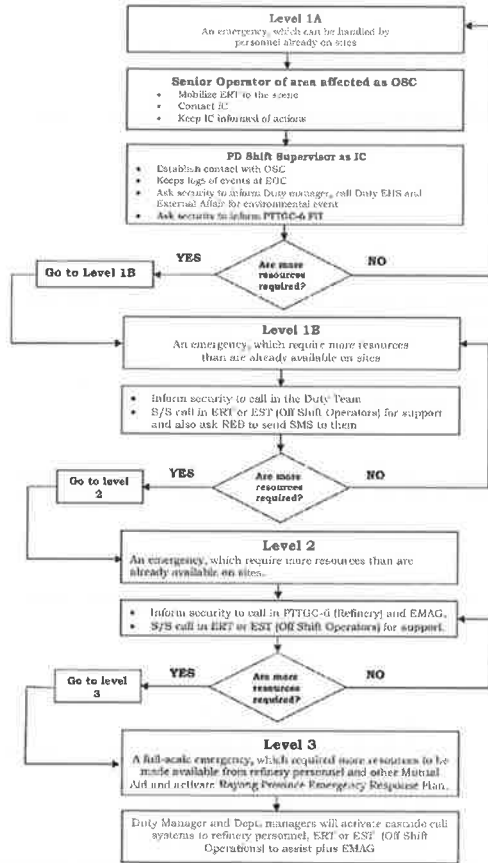 Level 1A
An emergency, which can be handled by
personnel already on sites
Senior Operator of area affected as OSC
• Mobilize ERT to the scene
• Contact IC
• Keep IC informed of actions
PD Shift Supervisor as IC
• Establish contact with OSC
• Keeps logs of events at EOC
• Ask security to inform Duty manager, call Duty EHS and
External Affair for environmental event
• Ask security to inform PTTGC-6 FIT
Are more
resources
required?
YES
NO
Go to Level 1B
Level 1B
An emergency, which require more resources
than are already available on sites
• Inform security to call in the Duty Team
• S/S call in ERT or EST (Off Shift Operators) for support
and also ask REB to send SMS to them
Are more
resources
required?
YES
NO
Go to level
2
Level 2
An emergency, which require more resources than are
already available on sites.
• Inform security to call in PTTGC-6 (Refinery) and EMAG.
• S/S call in ERT or EST (Off Shift Operators) for support.
Are more
resources
required?
YES
NO
Go to level
3
Level 3
A full-scale emergency, which required more resources to be
made available from refinery personnel and other Mutual
Aid and activate Rayong Province Emergency Response Plan.
Duty Manager and Dept. managers will activate cascade call
systems to refinery personnel, ERT or EST (Off Shift
Operations) to assist plus EMAG